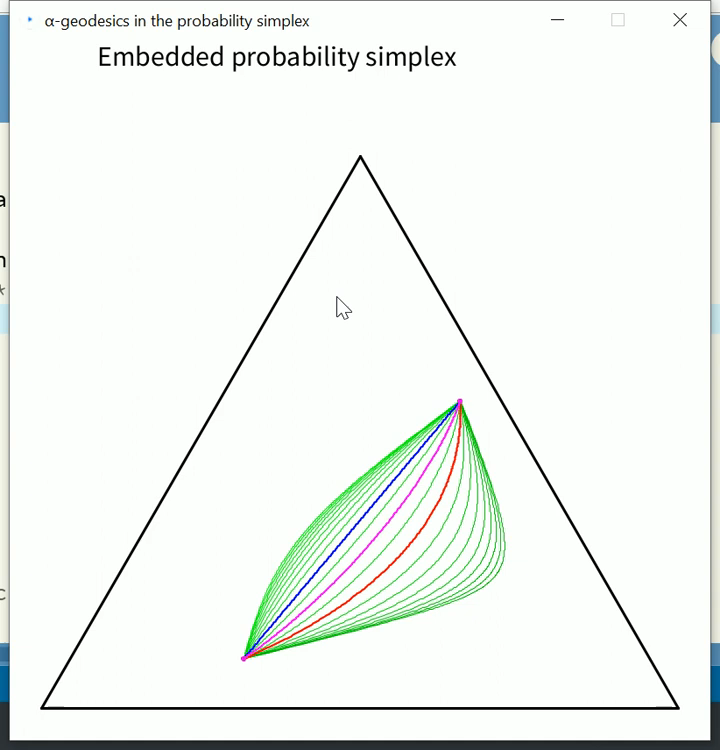 α-geodesics in the probability simplex
Embedded probability simplex
a
n
*
c